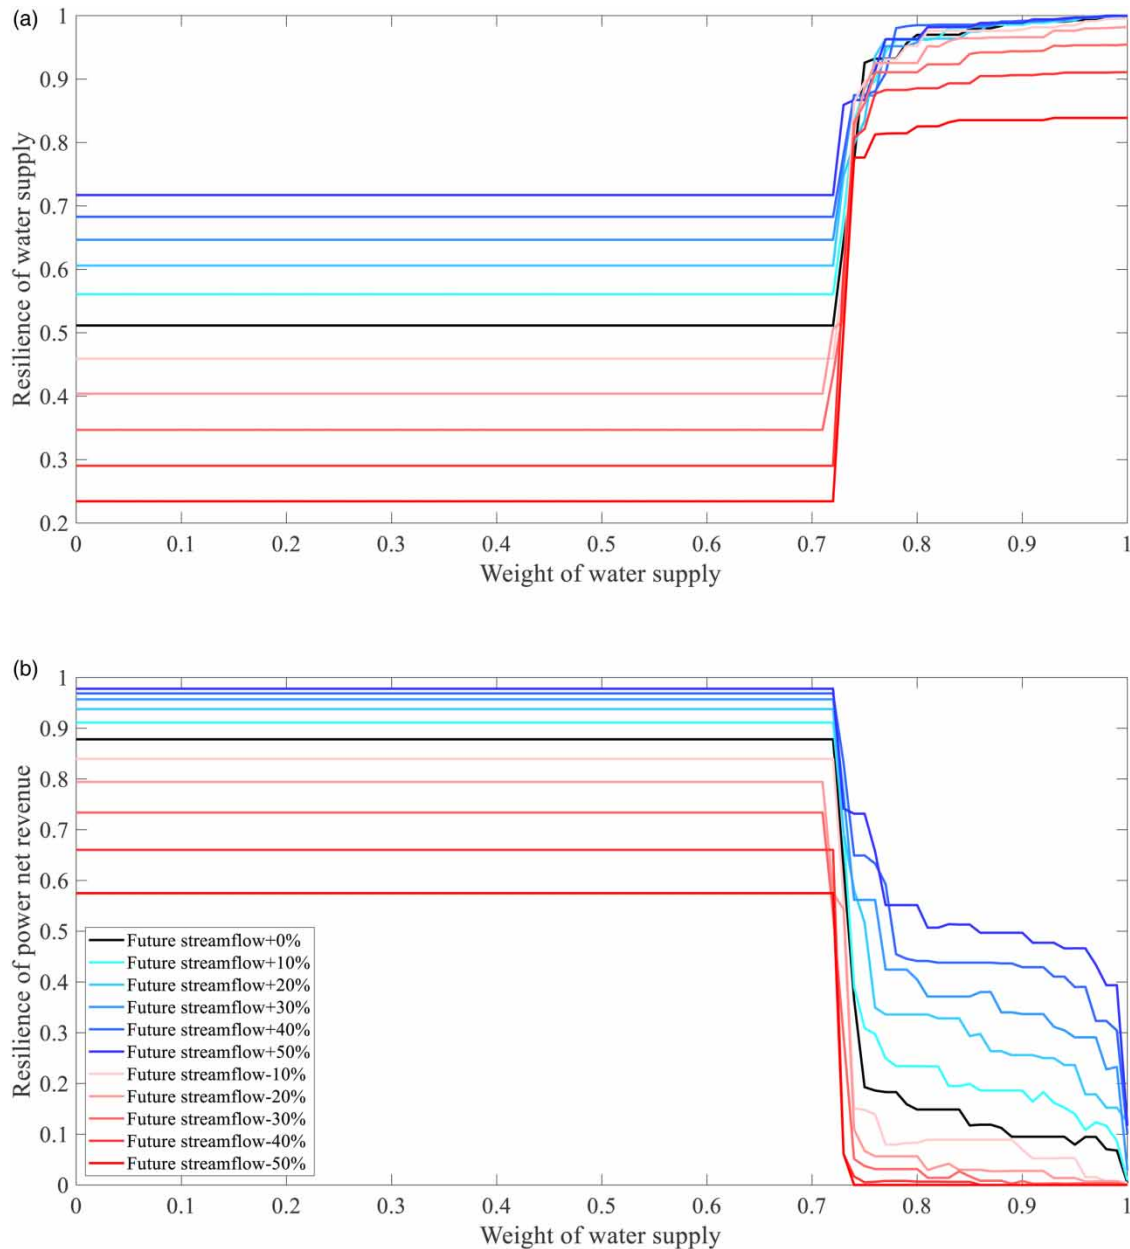 (a)
1
0.9
0.8
0.7
0.6
0.5
0.4
0.3
0.2
Resilience of water supply
0 0.1 0.2 0.3 0.4 0.5 0.6 0.7 0.8 0.9 1
Weight of water supply
(b)
1
0.9
0.8
0.7
0.6
0.5
0.4
0.3
0.2
0.1
0
Resilience of power net revenue
Future streamflow+0%
Future streamflow+10%
Future streamflow+20%
Future streamflow+30%
Future streamflow+40%
Future streamflow+50%
Future streamflow-10%
Future streamflow-20%
Future streamflow-30%
Future streamflow-40%
Future streamflow-50%
0 0.1 0.2 0.3 0.4 0.5 0.6 0.7 0.8 0.9 1
Weight of water supply